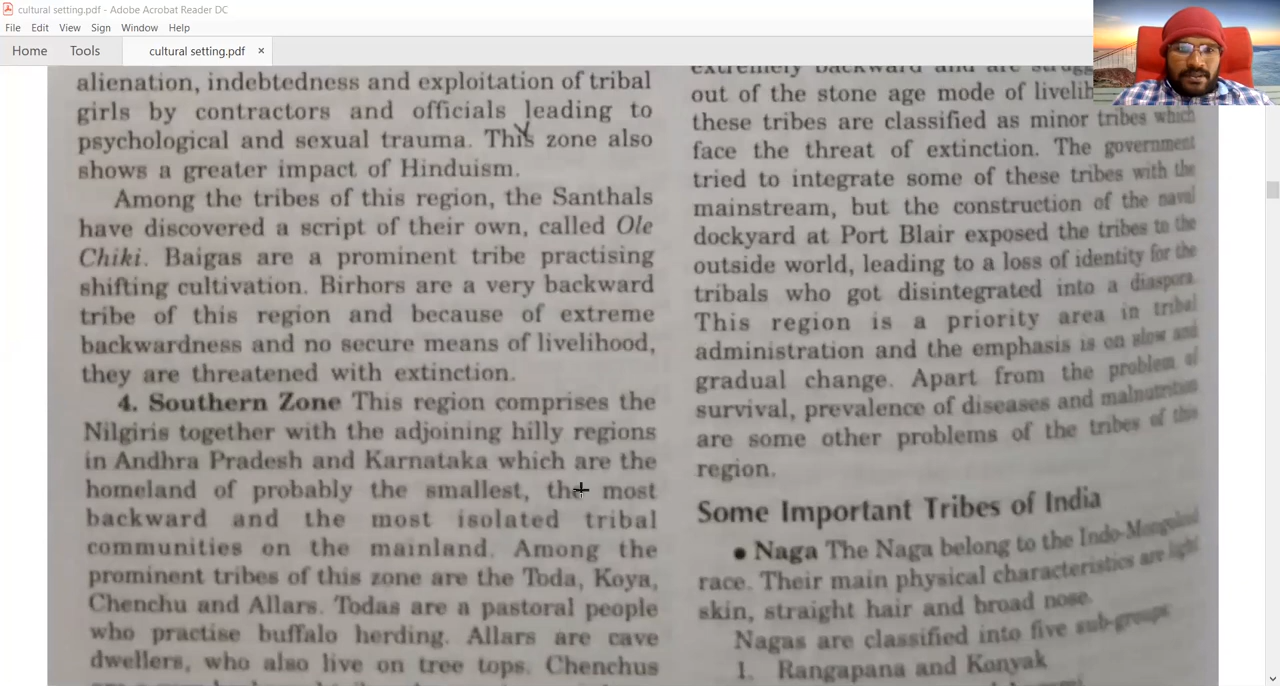 cultural setting.pdf - Adobe Acrobat Reader DC
File Edit View Sign Window Help
Home Tools cultural setting.pdf ×
alienation, indebtedness and exploitation of tribal
girls by contractors and officials leading to
psychological and sexual trauma. This zone also
shows a greater impact of Hinduism.
Among the tribes of this region, the Santhals
have discovered a script of their own, called Ole
Chiki. Baigas are a prominent tribe practising
shifting cultivation. Birhors are a very backward
tribe of this region and because of extreme
backwardness and no secure means of livelihood,
they are threatened with extinction.
4. Southern Zone This region comprises the
Nilgiris together with the adjoining hilly regions
in Andhra Pradesh and Karnataka which are the
homeland of probably the smallest, the most
backward and the most isolated tribal
communities on the mainland. Among the
prominent tribes of this zone are the Toda, Koya,
Chenchu and Allars. Todas are a pastoral people
who practise buffalo herding. Allars are cave
dwellers, who also live on tree tops. Chenchus
extremely backward and are
out of the stone age mode of
these tribes are classified as minor tribes which
face the threat of extinction. The government
tried to integrate some of these tribes with the
mainstream, but the construction of the naval
dockyard at Port Blair exposed the tribes to the
outside world, leading to a loss of identity for the
tribals who got disintegrated into a diaspora.
This region is a priority area in tribal
administration and the emphasis is on slow and
gradual change. Apart from the problem of
survival, prevalence of diseases and malnutrition
are some other problems of the tribes of this
region.
Some Important Tribes of India
• Naga The Naga belong to the Indo-Mongoloid
race. Their main physical characteristics are light
skin, straight hair and broad nose.
Nagas are classified into five sub-groups
1. Rangapana and Konyak